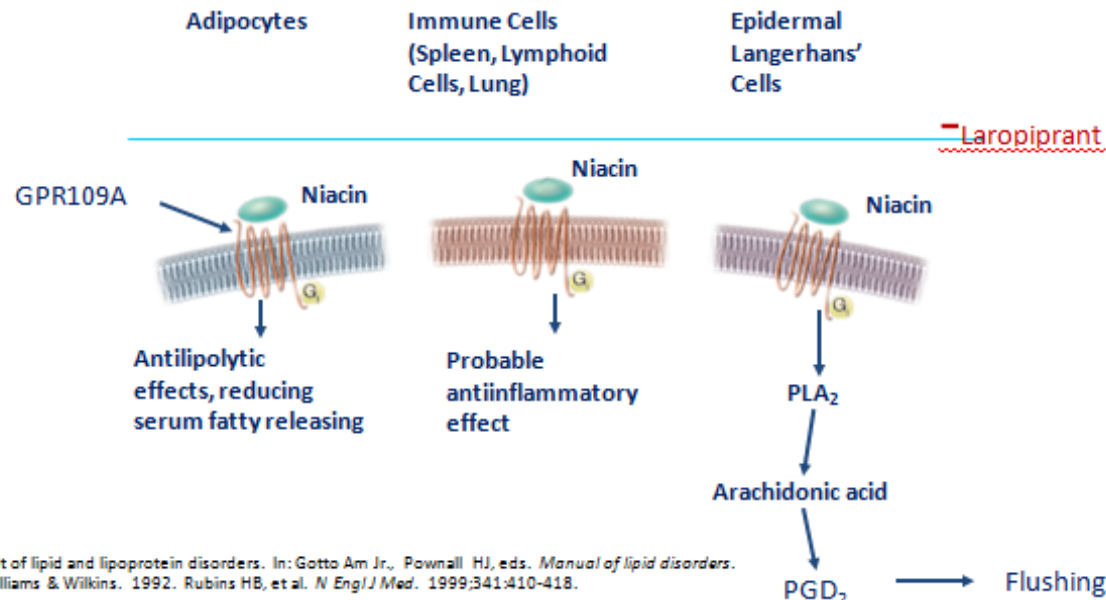 Adipocytes
Immune Cells
(Spleen, Lymphoid
Cells, Lung)
Epidermal
Langerhans’
Cells
–Laropiprant
GPR109A
Niacin
Niacin
Niacin
Gi
Gi
Gi
Antilipolytic
effects, reducing
serum fatty releasing
Probable
antiinflammatory
effect
PLA₂
Arachidonic acid
PGD₂
Flushing
t of lipid and lipoprotein disorders. In: Gotto Am Jr., Pownall HJ, eds. Manual of lipid disorders.
lliams & Wilkins. 1992. Rubins HB, et al. N Engl J Med. 1999;341:410-418.